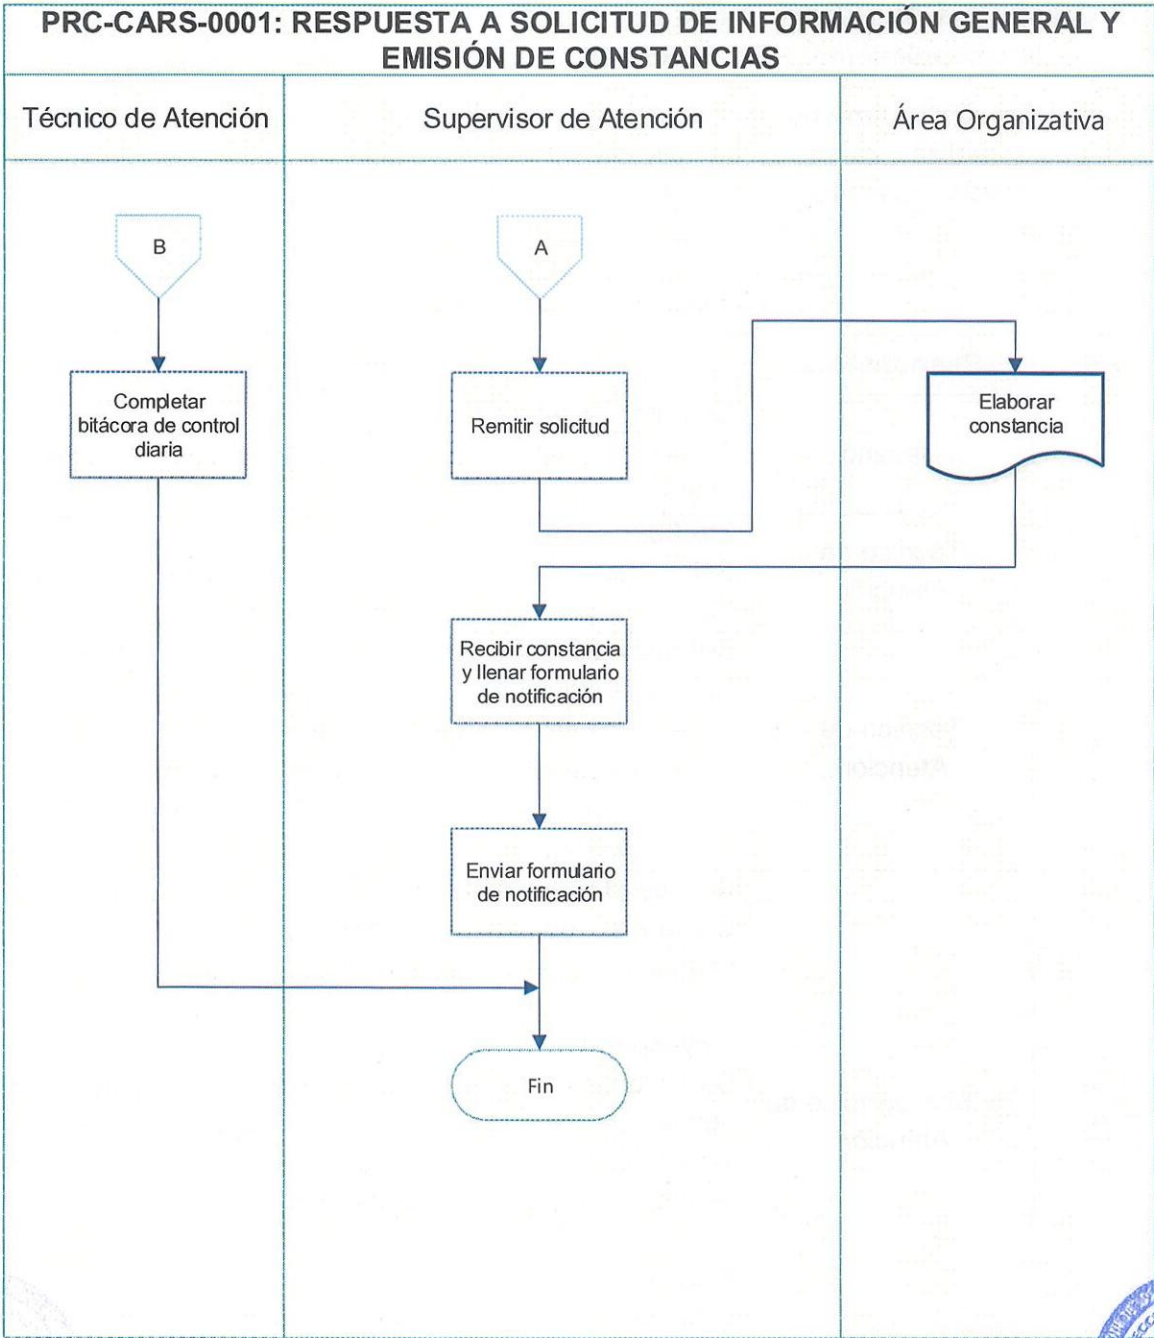 PRC-CARS-0001: RESPUESTA A SOLICITUD DE INFORMACIÓN GENERAL Y
EMISIÓN DE CONSTANCIAS
Técnico de Atención
Supervisor de Atención
Área Organizativa
B
A
Completar
bitácora de control
diaria
Remitir solicitud
Elaborar
constancia
Recibir constancia
y llenar formulario
de notificación
Enviar formulario
de notificación
Fin